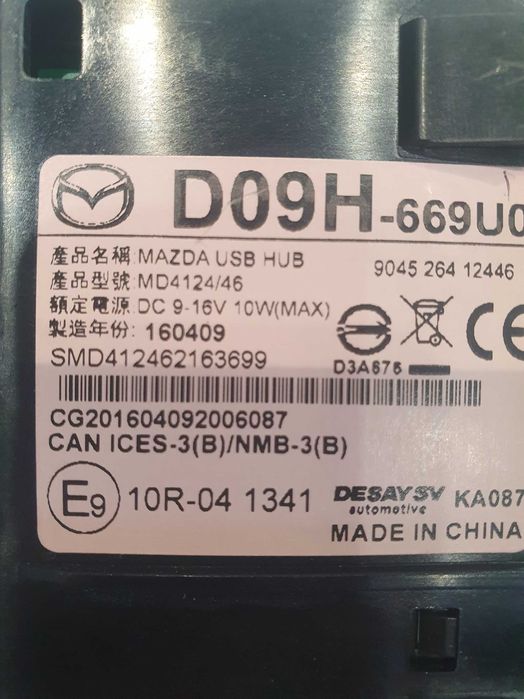 D09H-669U0
產品名稱: MAZDA USB HUB
9045 264 12446
產品型號: MD4124/46
額定電源: DC 9-16V 10W(MAX)
製造年份: 160409
SMD412462163699
D3A676
CE
CG201604092006087
CAN ICES-3(B)/NMB-3(B)
E9 10R-04 1341
DESAY SV automotive KA087
MADE IN CHINA